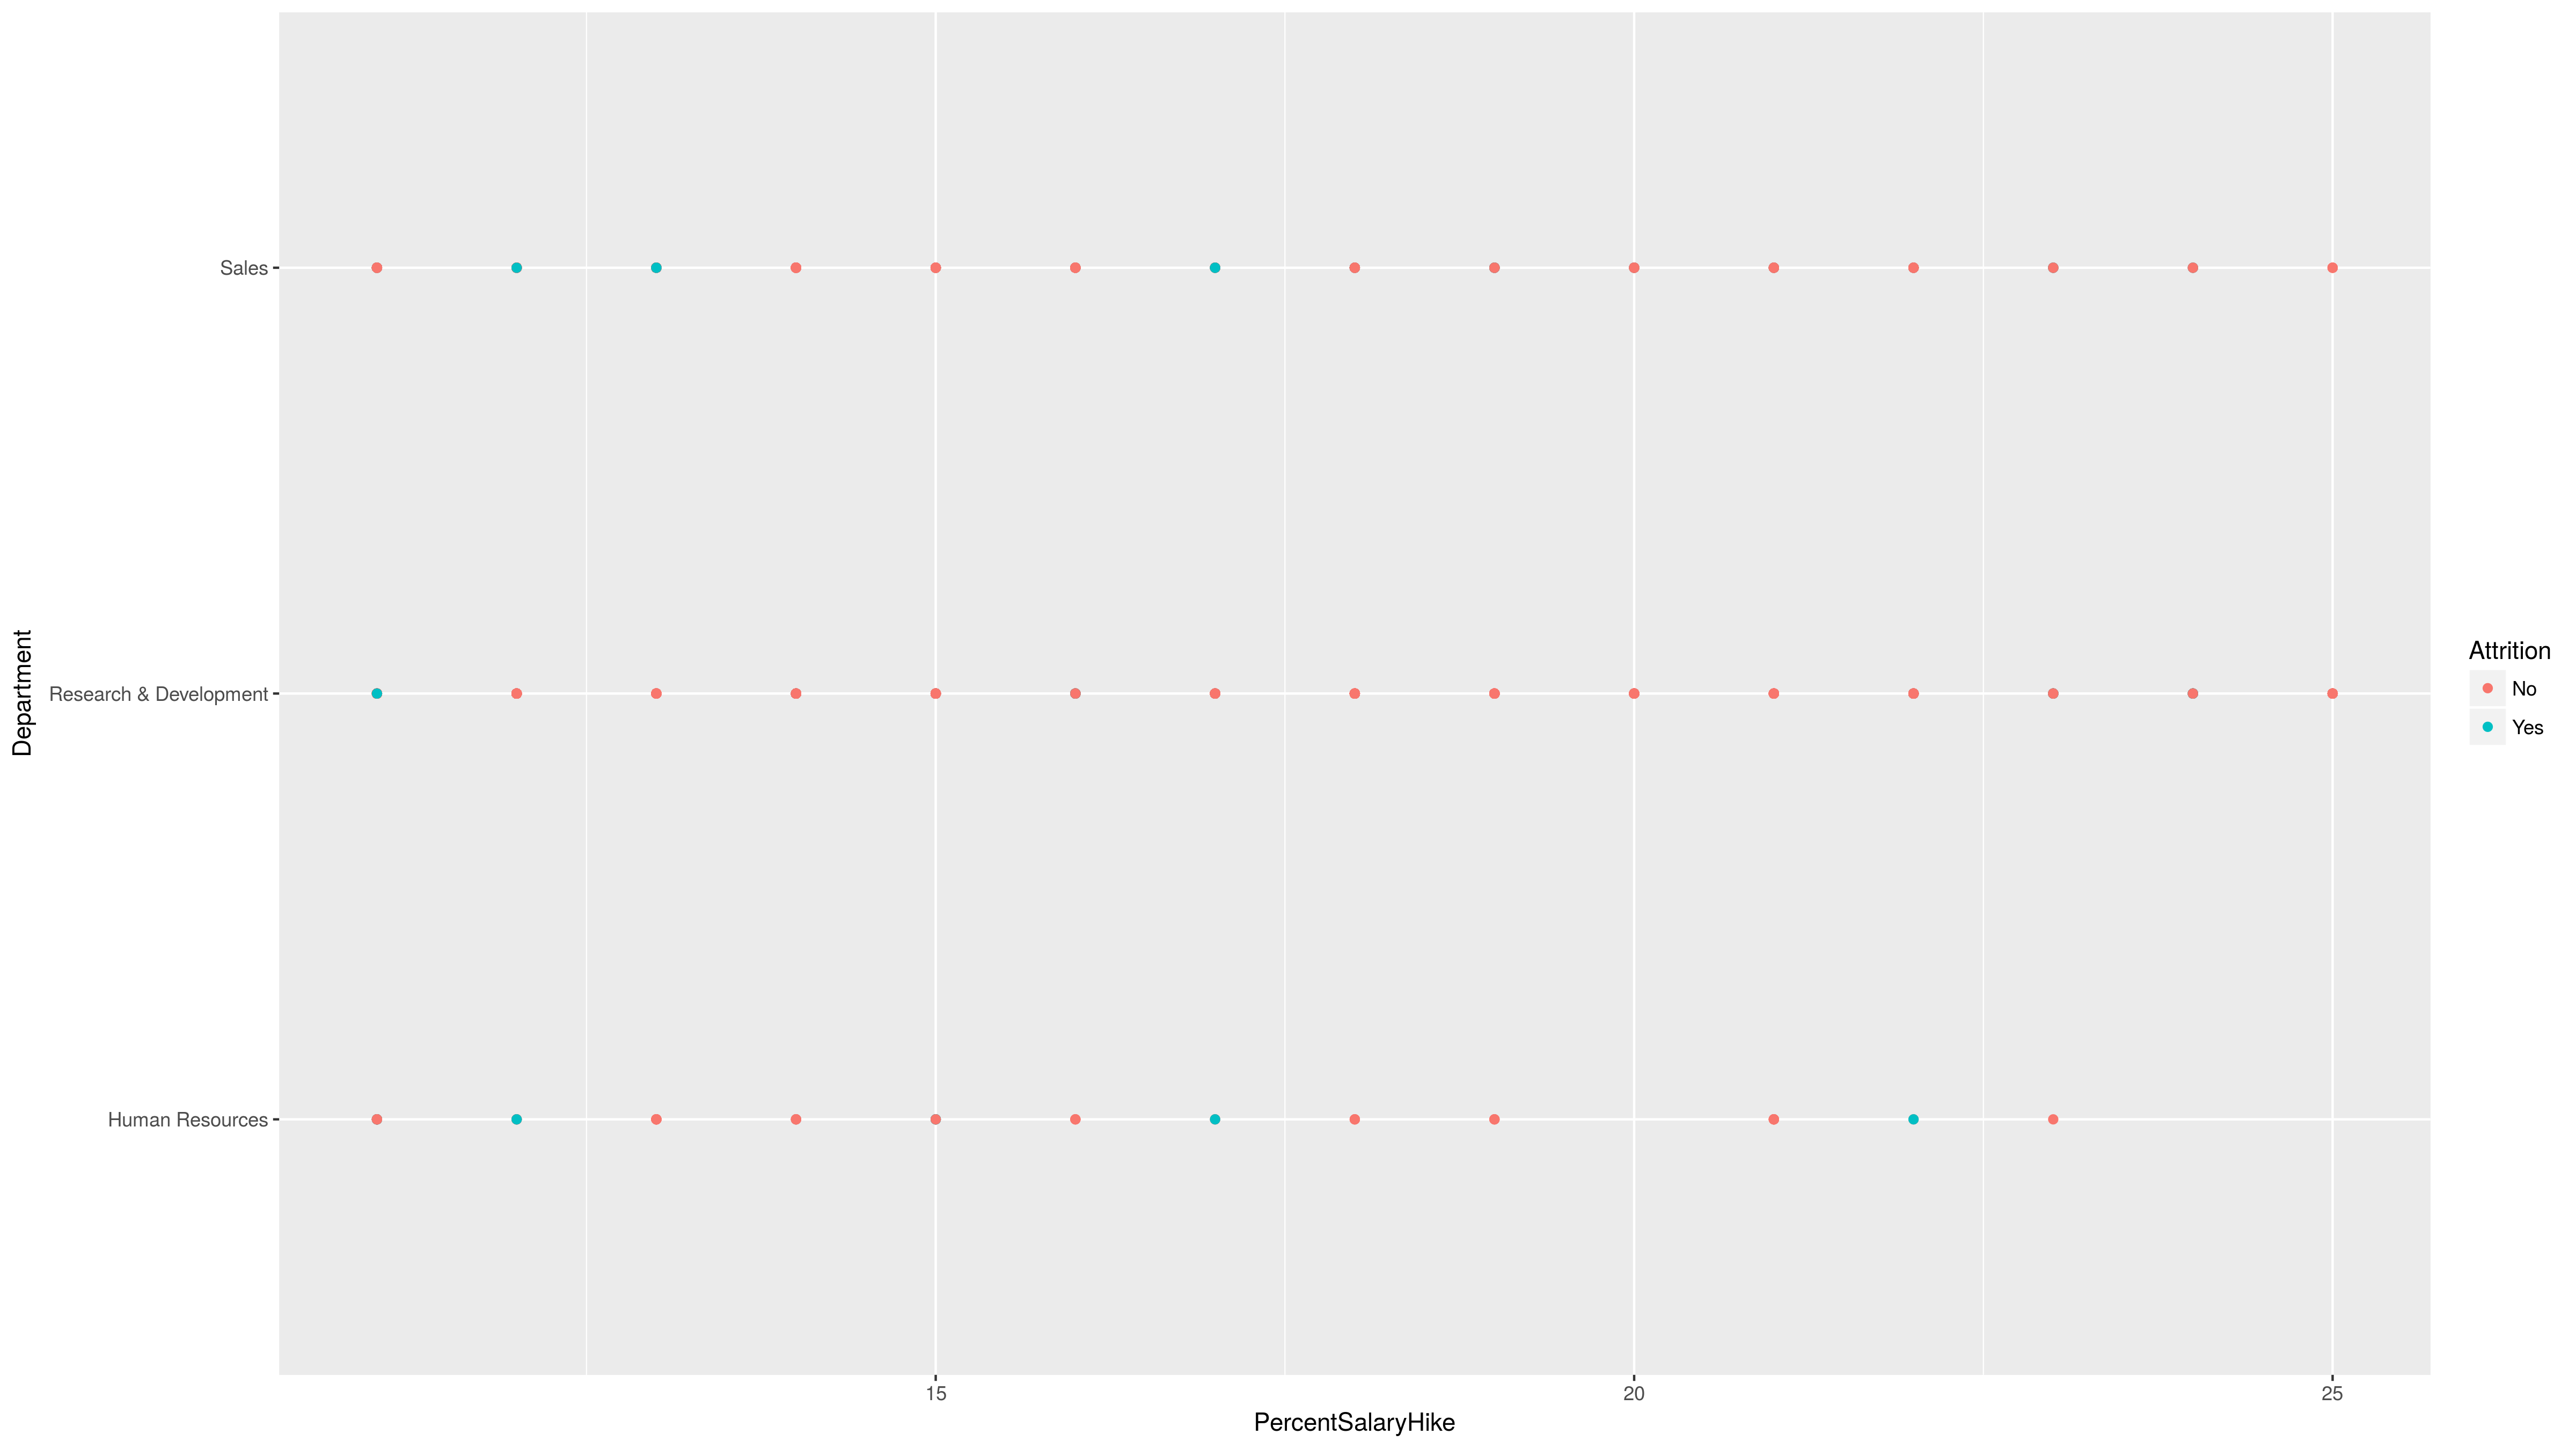 Sales
Research & Development
Human Resources
Department
15
20
25
PercentSalaryHike
Attrition
No
Yes